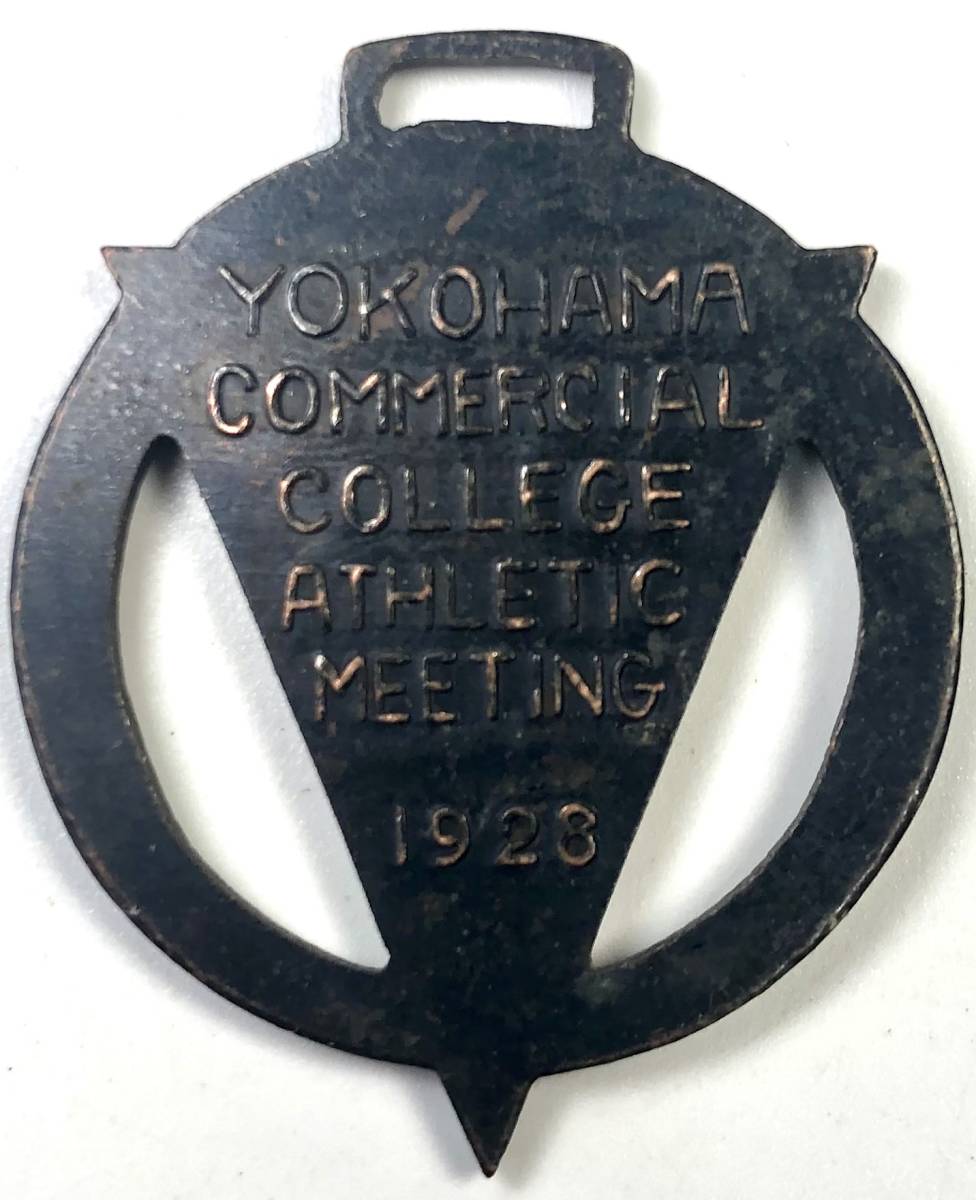 YOKOHAMA
COMMERCIAL
COLLEGE
ATHLETIC
MEETING
1928